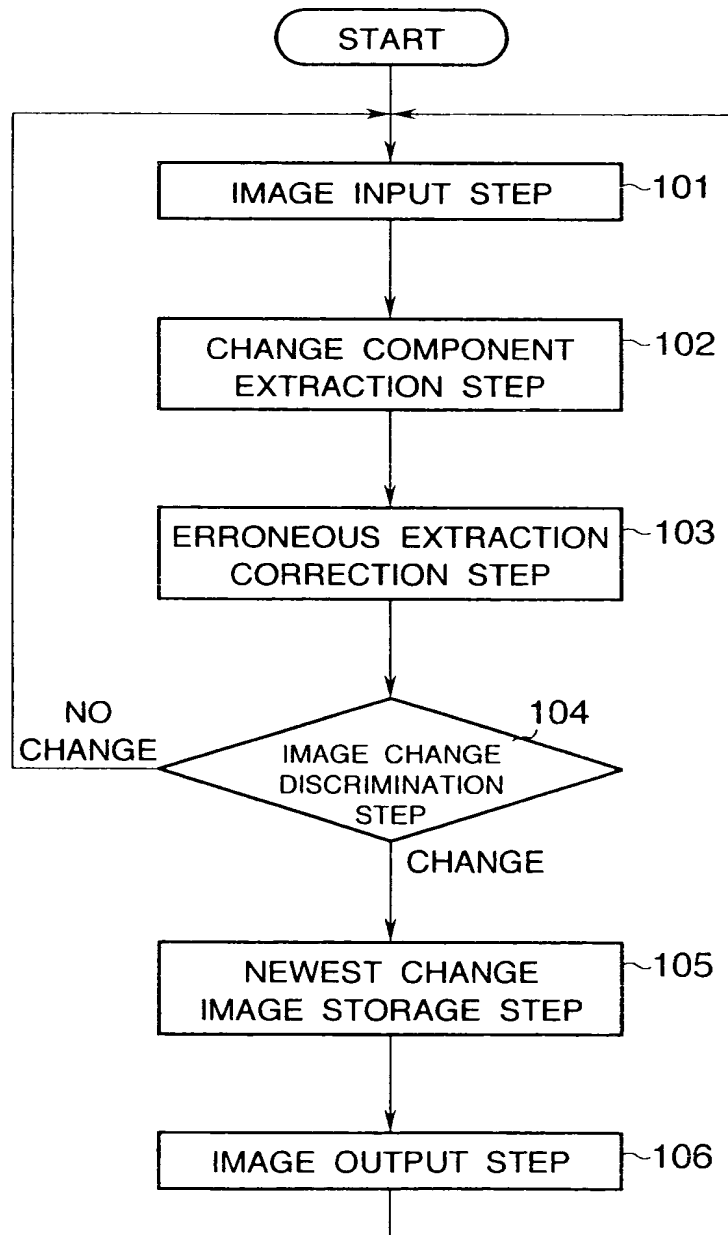 START
IMAGE INPUT STEP
101
CHANGE COMPONENT
EXTRACTION STEP
102
ERRONEOUS EXTRACTION
CORRECTION STEP
103
NO
CHANGE
104
IMAGE CHANGE
DISCRIMINATION
STEP
CHANGE
NEWEST CHANGE
IMAGE STORAGE STEP
105
IMAGE OUTPUT STEP
106